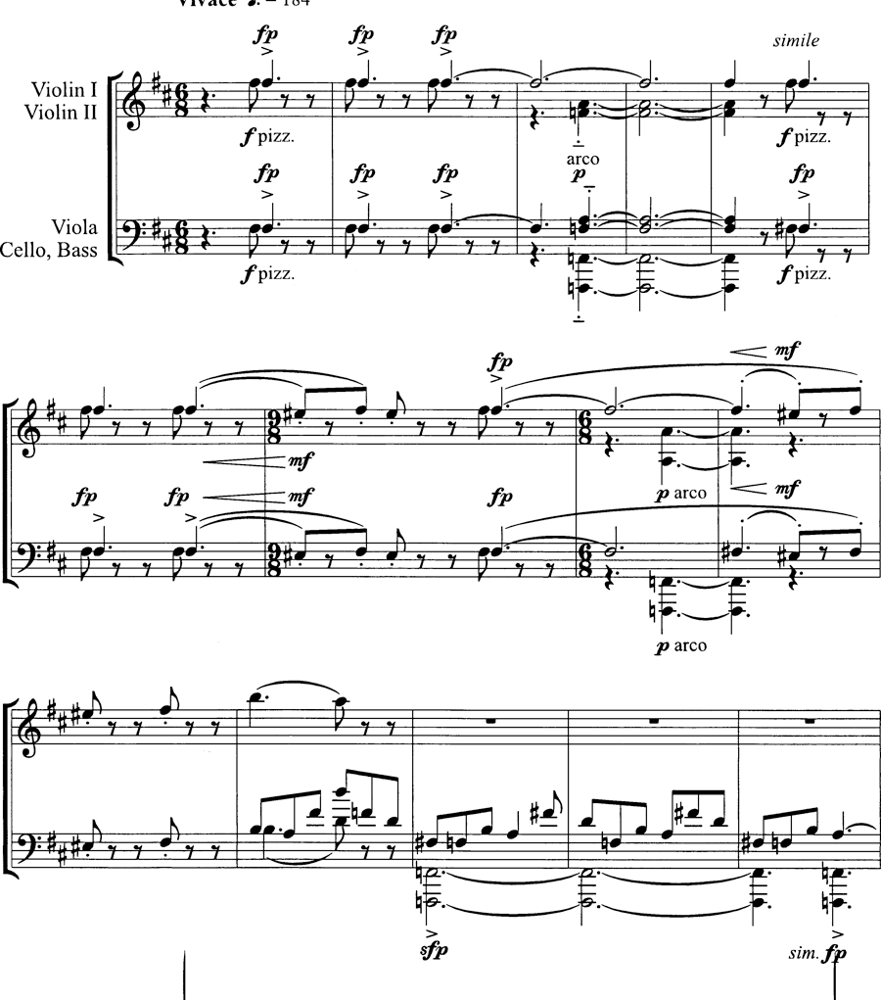 Vivace ♩. = 184
fp fp fp simile
Violin I
Violin II
f pizz. f pizz.
arco
fp fp fp p fp
Viola
Cello, Bass
f pizz. f pizz.
mf
fp
mf p arco
fp fp mf fp mf
p arco
sfp sim. fp